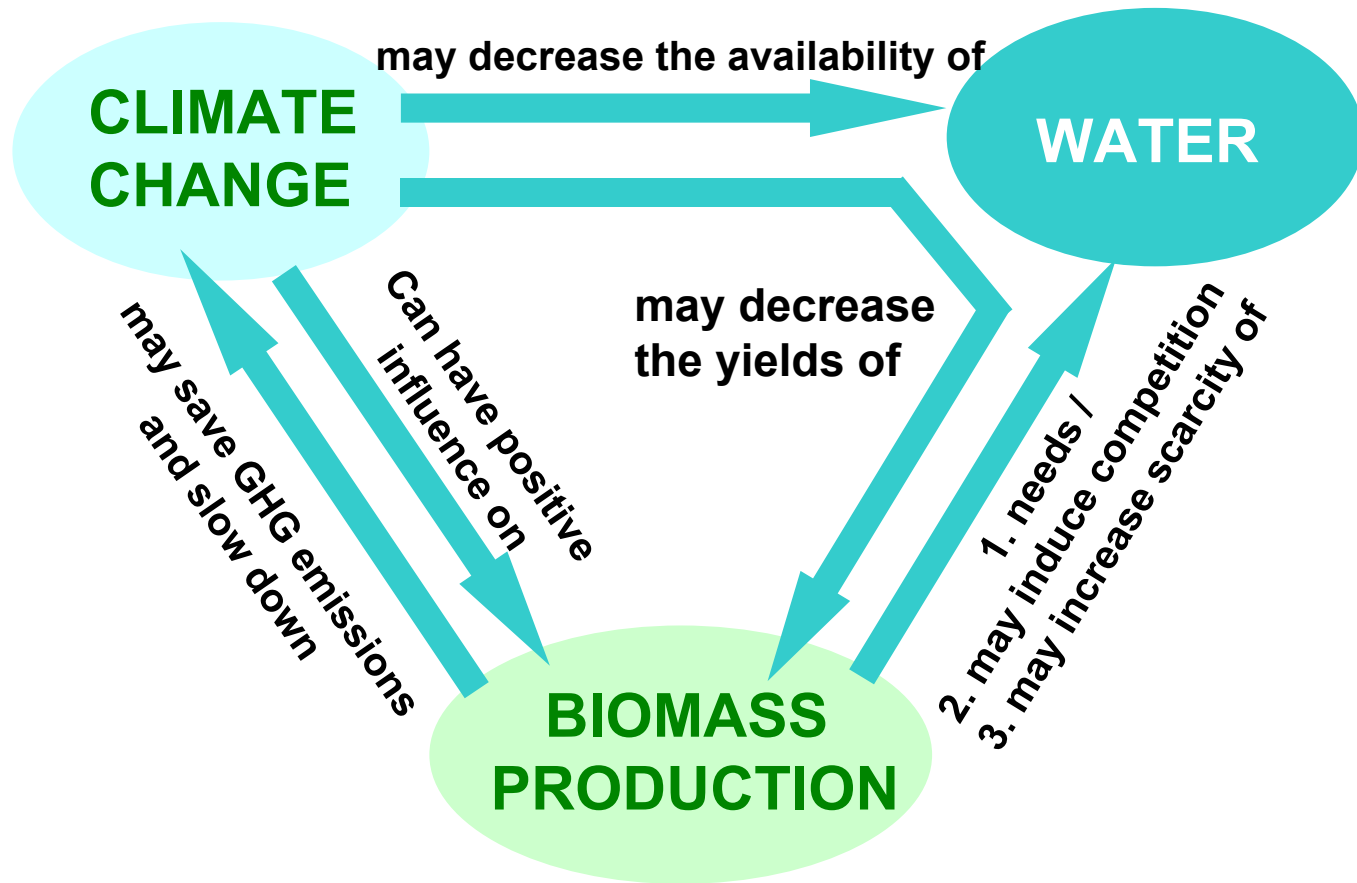 may decrease the availability of
CLIMATE
CHANGE
WATER
may decrease
the yields of
Can have positive
influence on
may save GHG emissions
and slow down
1. needs /
2. may induce competition
3. may increase scarcity of
BIOMASS
PRODUCTION